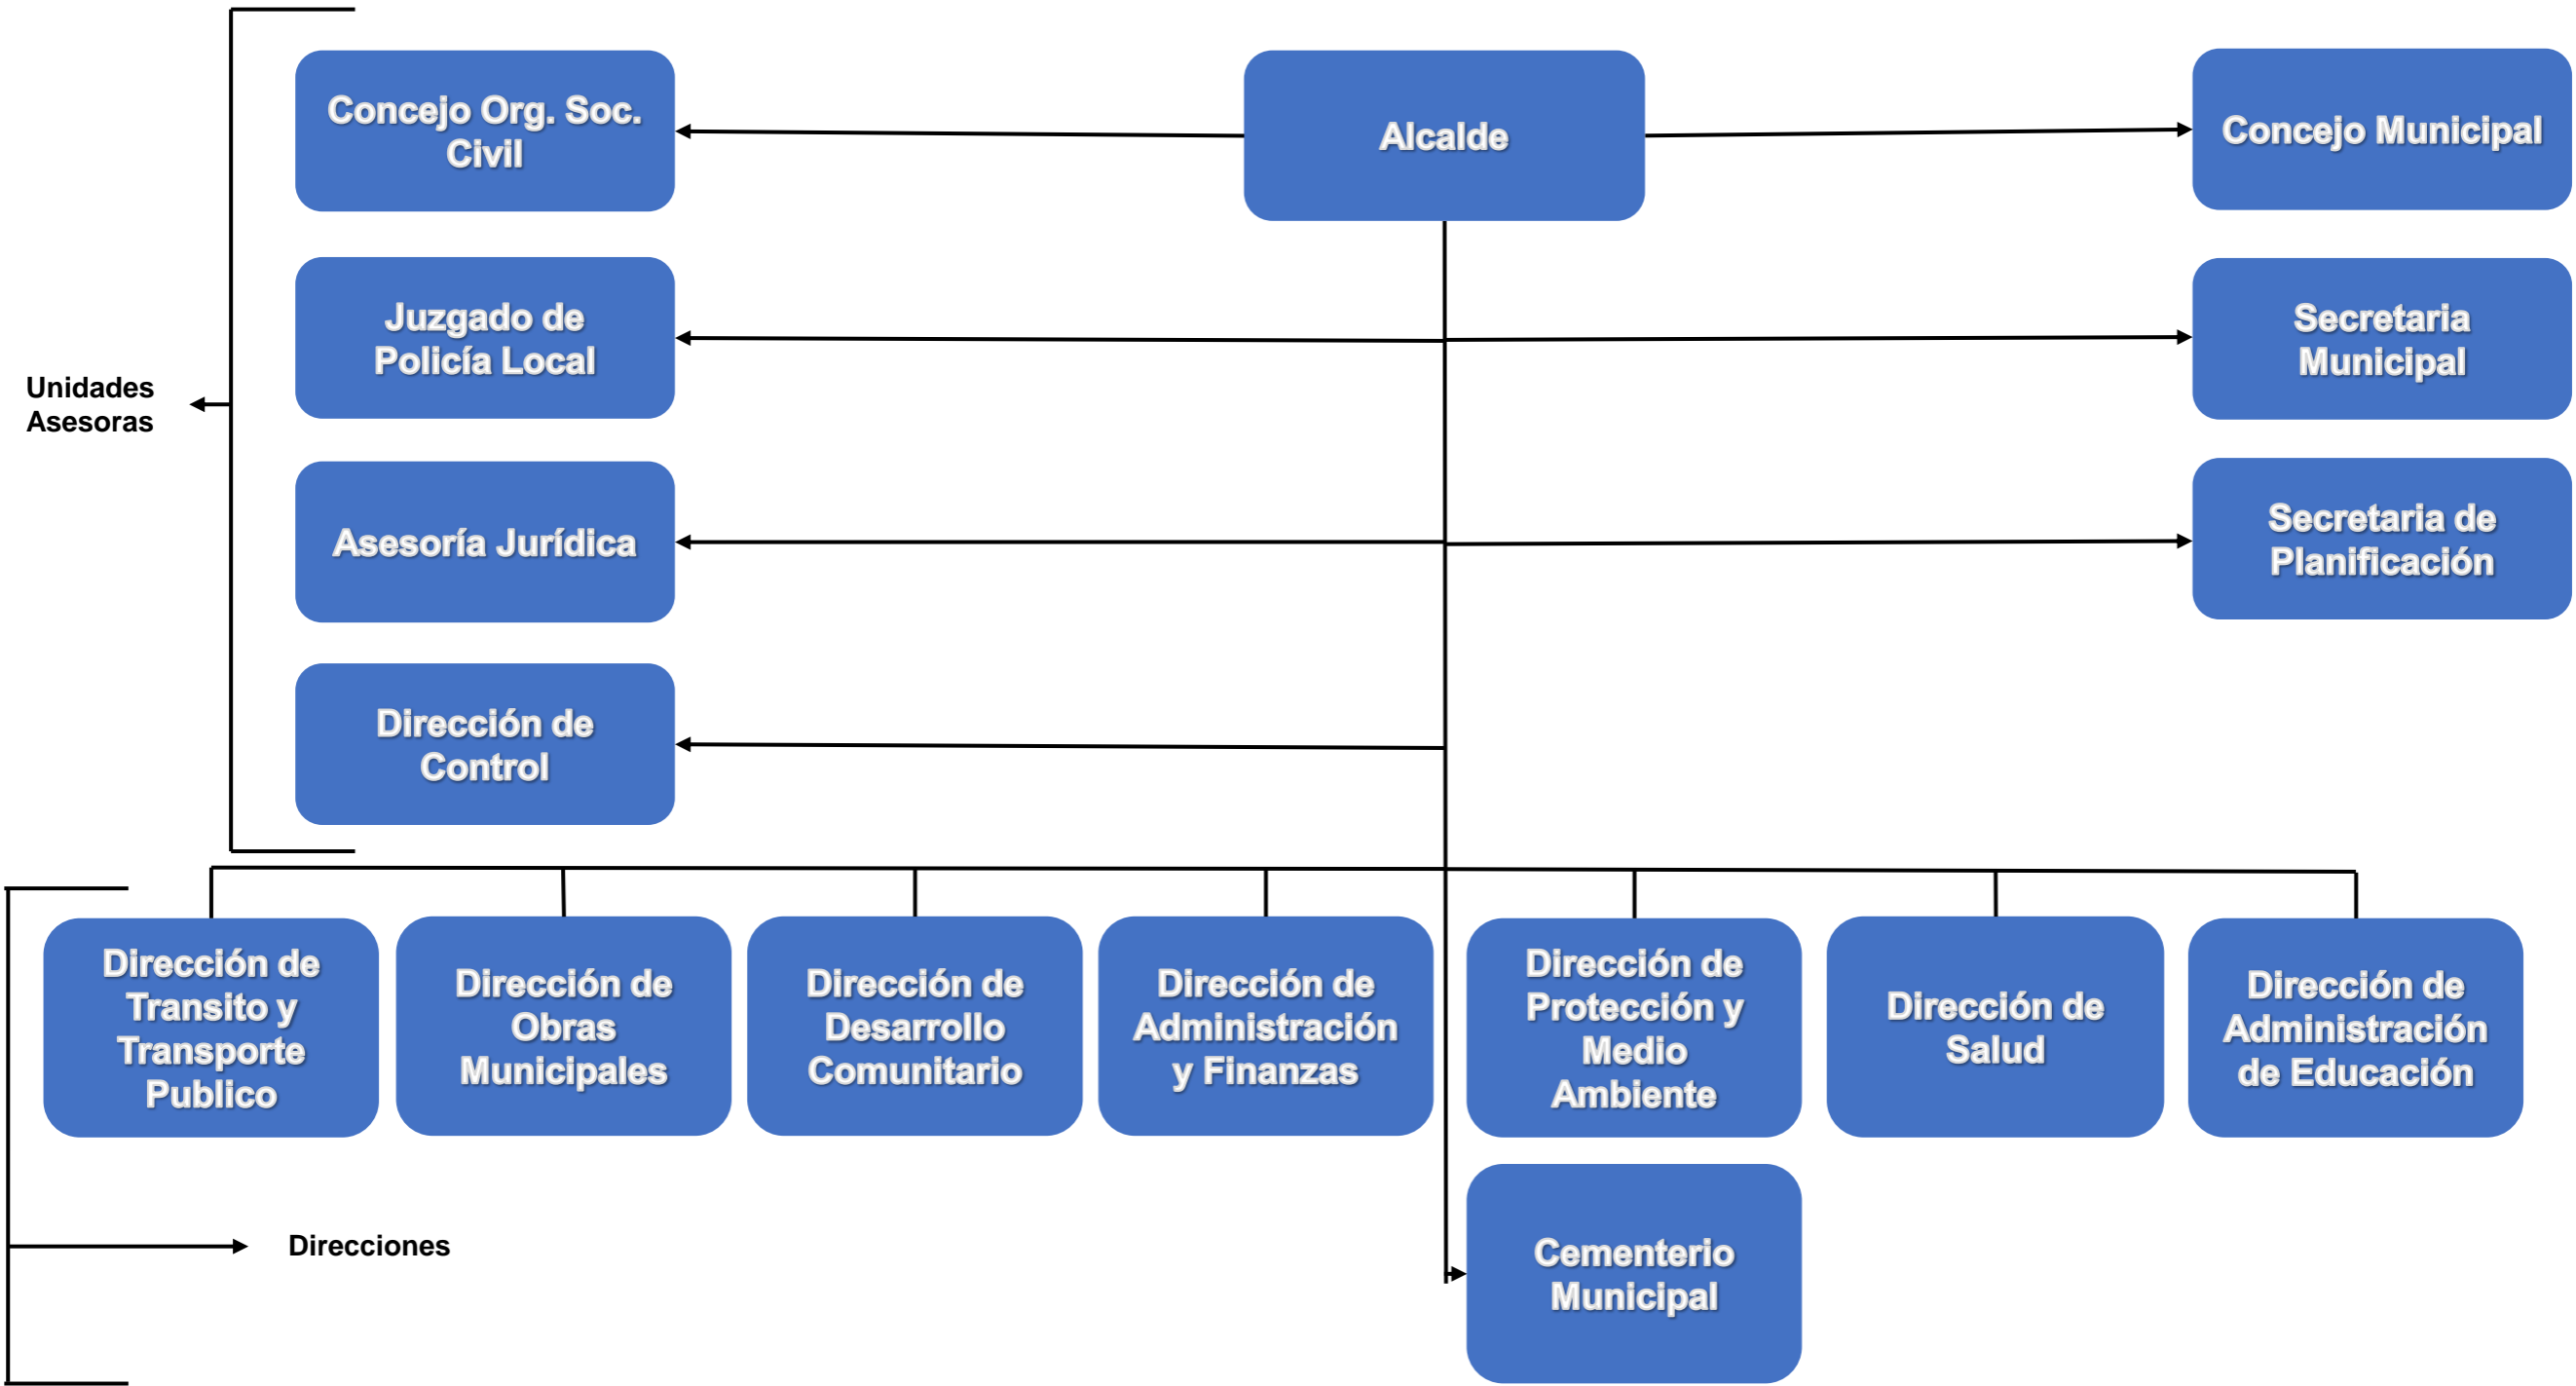 Concejo Org. Soc.
Civil
Alcalde
Concejo Municipal
Juzgado de
Policía Local
Secretaria
Municipal
Unidades
Asesoras
Asesoría Jurídica
Secretaria de
Planificación
Dirección de
Control
Dirección de
Transito y
Transporte
Publico
Dirección de
Obras
Municipales
Dirección de
Desarrollo
Comunitario
Dirección de
Administración
y Finanzas
Dirección de
Protección y
Medio
Ambiente
Dirección de
Salud
Dirección de
Administración
de Educación
Direcciones
Cementerio
Municipal